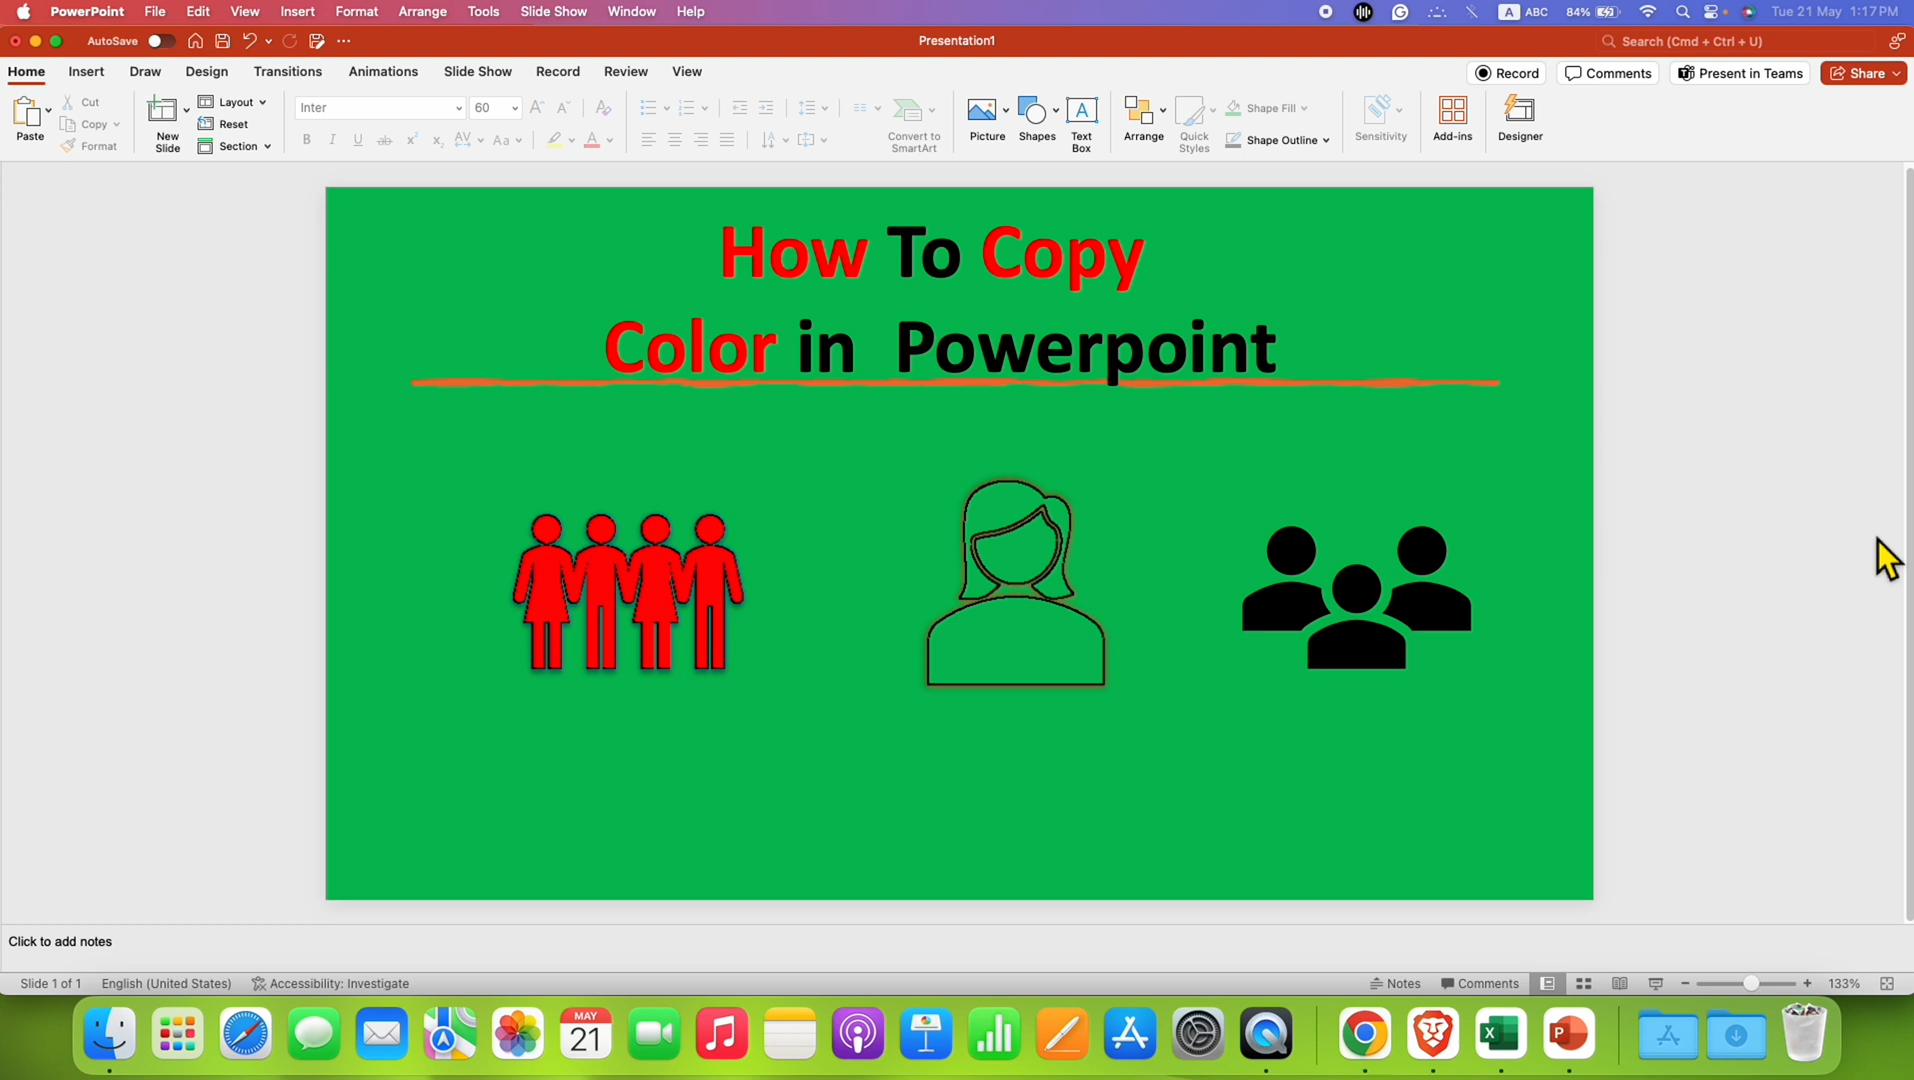 PowerPoint File Edit View Insert Format Arrange Tools Slide Show Window Help A ABC 84% Tue 21 May 1:17 PM
AutoSave Presentation1 Search (Cmd + Ctrl + U)
Home Insert Draw Design Transitions Animations Slide Show Record Review View Record Comments Present in Teams Share
Paste
Cut
Copy
Format
New
Slide
Layout
Reset
Section
Inter 60
B I U ab x² x₂ AV Aa A
Convert to
SmartArt
Picture
Shapes
A
Text
Box
Arrange
Quick
Styles
Shape Fill
Shape Outline
Sensitivity
Add-ins
Designer
How To Copy
Color in Powerpoint
Click to add notes
Slide 1 of 1 English (United States) Accessibility: Investigate Notes Comments 133%
MAY
21